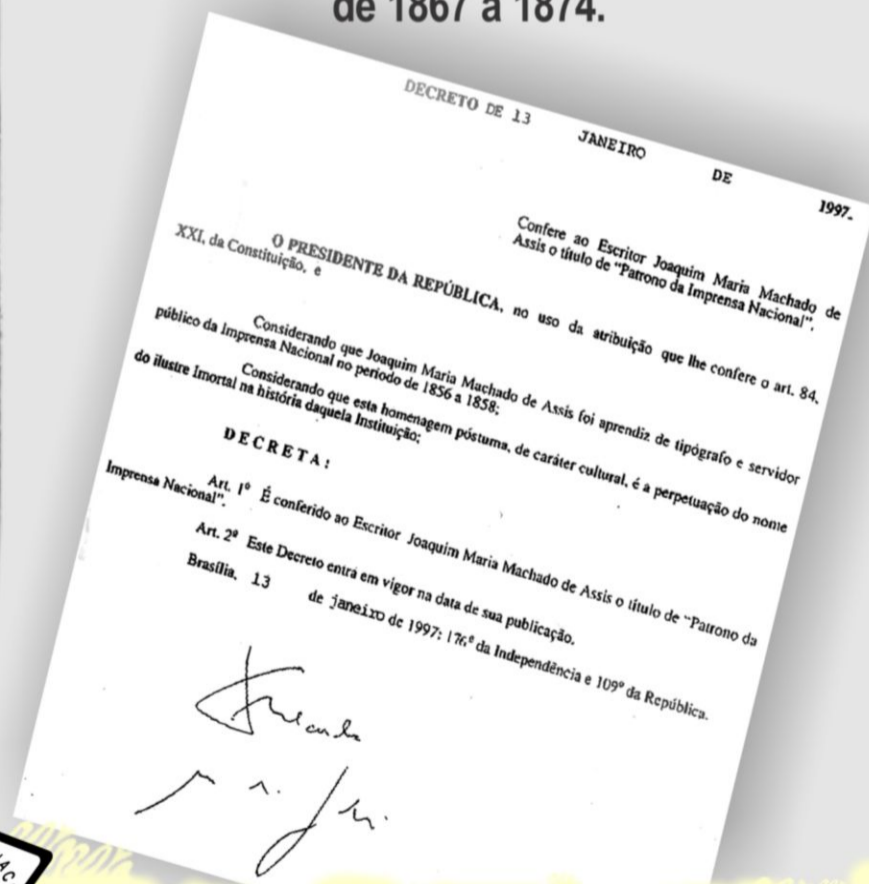 de 1867 a 1874.
DECRETO DE 13 JANEIRO DE 1997.
Confere ao Escritor Joaquim Maria Machado de
Assis o título de "Patrono da Imprensa Nacional".
O PRESIDENTE DA REPÚBLICA, no uso da atribuição que lhe confere o art. 84,
XXI, da Constituição, e
Considerando que Joaquim Maria Machado de Assis foi aprendiz de tipógrafo e servidor
público da Imprensa Nacional no período de 1856 a 1858;
Considerando que esta homenagem póstuma, de caráter cultural, é a perpetuação do nome
do ilustre Imortal na história daquela Instituição;
DECRETA:
Art. 1º É conferido ao Escritor Joaquim Maria Machado de Assis o título de "Patrono da
Imprensa Nacional".
Art. 2º Este Decreto entra em vigor na data de sua publicação.
Brasília, 13 de janeiro de 1997; 176º da Independência e 109º da República.